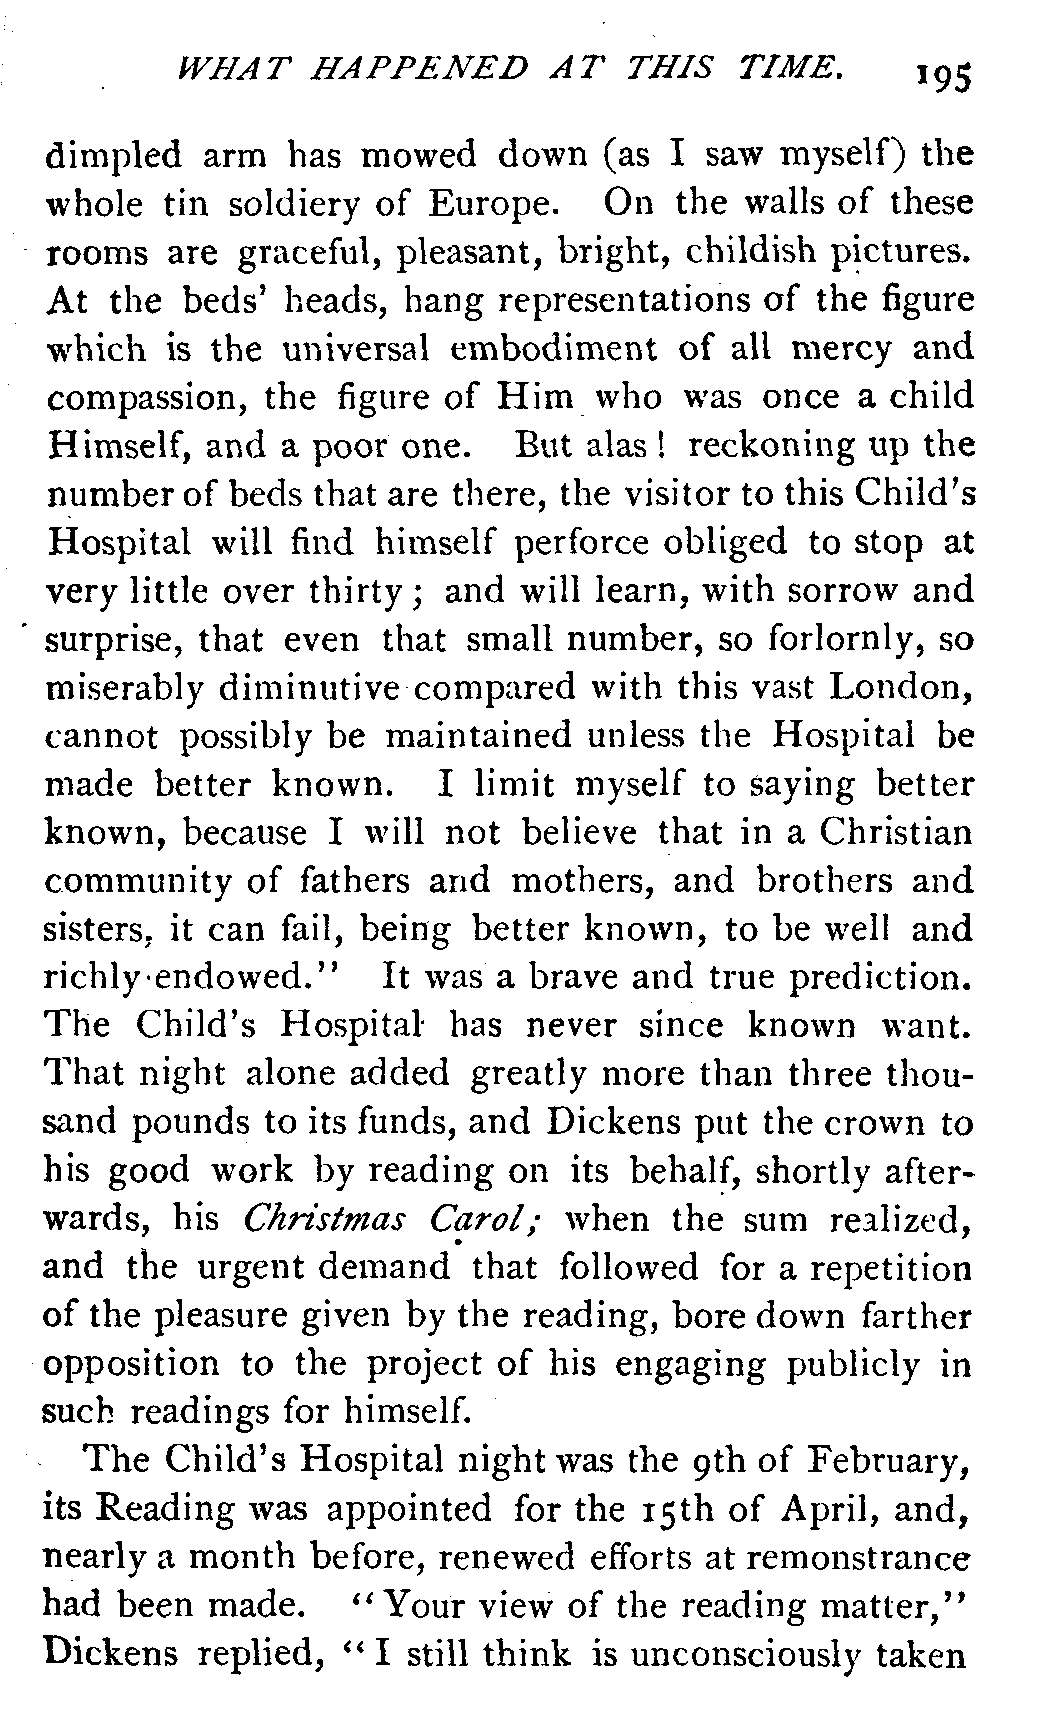 WHAT HAPPENED AT THIS TIME. 195
dimpled arm has mowed down (as I saw myself) the
whole tin soldiery of Europe. On the walls of these
rooms are graceful, pleasant, bright, childish pictures.
At the beds' heads, hang representations of the figure
which is the universal embodiment of all mercy and
compassion, the figure of Him who was once a child
Himself, and a poor one. But alas! reckoning up the
number of beds that are there, the visitor to this Child's
Hospital will find himself perforce obliged to stop at
very little over thirty; and will learn, with sorrow and
surprise, that even that small number, so forlornly, so
miserably diminutive compared with this vast London,
cannot possibly be maintained unless the Hospital be
made better known. I limit myself to saying better
known, because I will not believe that in a Christian
community of fathers and mothers, and brothers and
sisters, it can fail, being better known, to be well and
richly endowed." It was a brave and true prediction.
The Child's Hospital has never since known want.
That night alone added greatly more than three thou-
sand pounds to its funds, and Dickens put the crown to
his good work by reading on its behalf, shortly after-
wards, his Christmas Carol; when the sum realized,
and the urgent demand that followed for a repetition
of the pleasure given by the reading, bore down farther
opposition to the project of his engaging publicly in
such readings for himself.
The Child's Hospital night was the 9th of February,
its Reading was appointed for the 15th of April, and,
nearly a month before, renewed efforts at remonstrance
had been made. "Your view of the reading matter,"
Dickens replied, "I still think is unconsciously taken